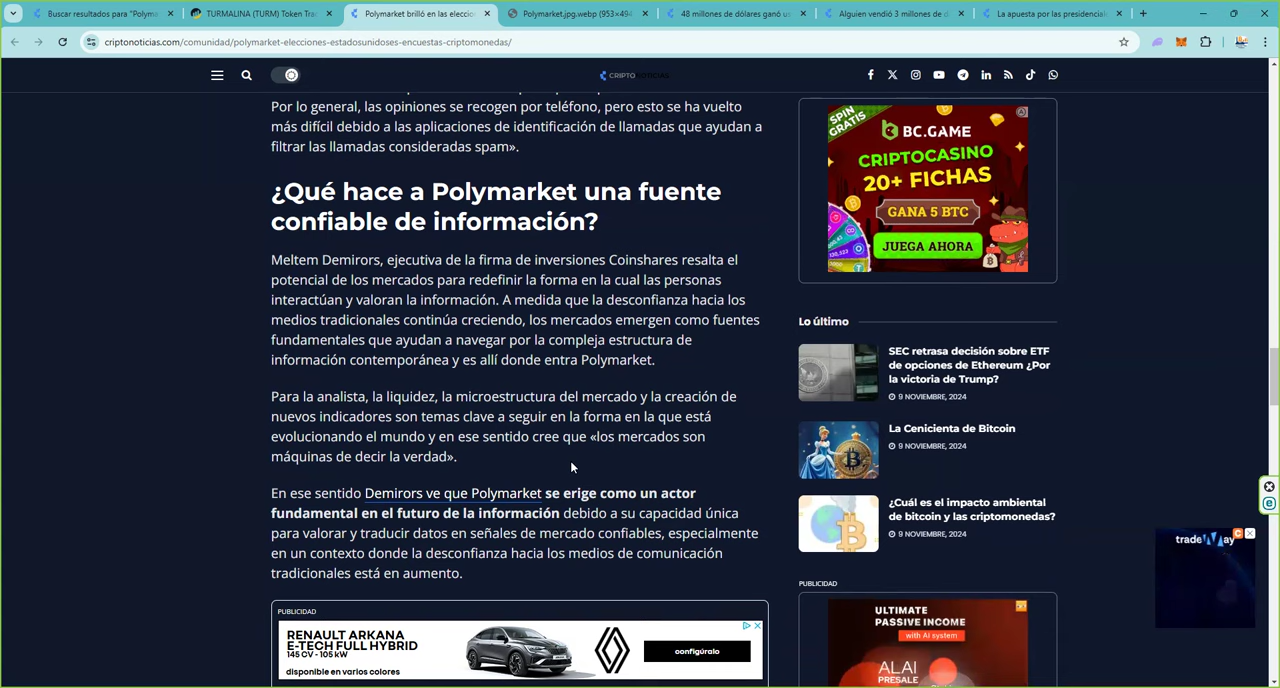 Buscar resultados para "Polyma
TURMALINA (TURM) Token Tra
Polymarket brilló en las eleccio
Polymarket.jpg.webp (953×494
48 millones de dólares ganó u
Alguien vendió 3 millones de d
La apuesta por las presidencial
criptonoticias.com/comunidad/polymarket-elecciones-estadosunidoses-encuestas-criptomonedas/
CRIPTONOTICIAS
Por lo general, las opiniones se recogen por teléfono, pero esto se ha vuelto
más difícil debido a las aplicaciones de identificación de llamadas que ayudan a
filtrar las llamadas consideradas spam».
¿Qué hace a Polymarket una fuente
confiable de información?
Meltem Demirors, ejecutiva de la firma de inversiones Coinshares resalta el
potencial de los mercados para redefinir la forma en la cual las personas
interactúan y valoran la información. A medida que la desconfianza hacia los
medios tradicionales continúa creciendo, los mercados emergen como fuentes
fundamentales que ayudan a navegar por la compleja estructura de
información contemporánea y es allí donde entra Polymarket.
Para la analista, la liquidez, la microestructura del mercado y la creación de
nuevos indicadores son temas clave a seguir en la forma en la que está
evolucionando el mundo y en ese sentido cree que «los mercados son
máquinas de decir la verdad».
En ese sentido Demirors ve que Polymarket se erige como un actor
fundamental en el futuro de la información debido a su capacidad única
para valorar y traducir datos en señales de mercado confiables, especialmente
en un contexto donde la desconfianza hacia los medios de comunicación
tradicionales está en aumento.
PUBLICIDAD
RENAULT ARKANA
E-TECH FULL HYBRID
145 CV - 105 kW
disponible en varios colores
configúralo
SPIN
GRATIS
BC.GAME
CRIPTOCASINO
20+ FICHAS
GANA 5 BTC
JUEGA AHORA
Lo último
SEC retrasa decisión sobre ETF
de opciones de Ethereum ¿Por
la victoria de Trump?
9 NOVIEMBRE, 2024
La Cenicienta de Bitcoin
9 NOVIEMBRE, 2024
¿Cuál es el impacto ambiental
de bitcoin y las criptomonedas?
9 NOVIEMBRE, 2024
PUBLICIDAD
ULTIMATE
PASSIVE INCOME
with AI system
ALAI
PRESALE
tradeWay